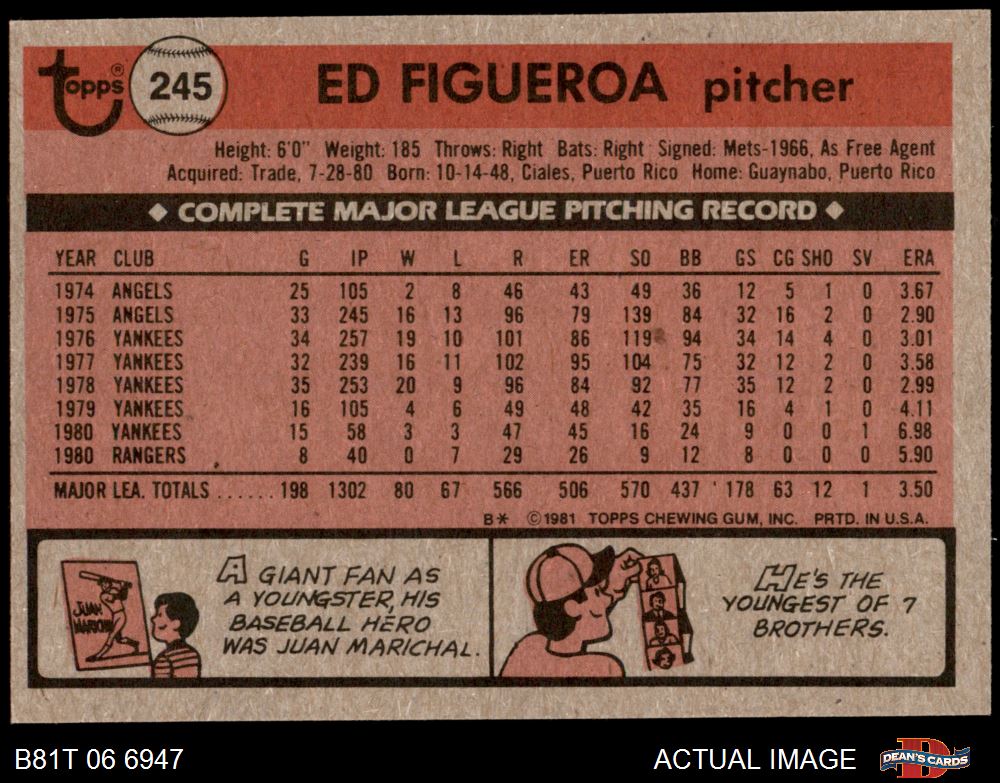 topps® 245 ED FIGUEROA pitcher
Height: 6'0" Weight: 185 Throws: Right Bats: Right Signed: Mets-1966, As Free Agent
Acquired: Trade, 7-28-80 Born: 10-14-48, Ciales, Puerto Rico Home: Guaynabo, Puerto Rico
◆ COMPLETE MAJOR LEAGUE PITCHING RECORD ◆
YEAR CLUB G IP W L R ER SO BB GS CG SHO SV ERA
1974 ANGELS 25 105 2 8 46 43 49 36 12 5 1 0 3.67
1975 ANGELS 33 245 16 13 96 79 139 84 32 16 2 0 2.90
1976 YANKEES 34 257 19 10 101 86 119 94 34 14 4 0 3.01
1977 YANKEES 32 239 16 11 102 95 104 75 32 12 2 0 3.58
1978 YANKEES 35 253 20 9 96 84 92 77 35 12 2 0 2.99
1979 YANKEES 16 105 4 6 49 48 42 35 16 4 1 0 4.11
1980 YANKEES 15 58 3 3 47 45 16 24 9 0 0 1 6.98
1980 RANGERS 8 40 0 7 29 26 9 12 8 0 0 0 5.90
MAJOR LEA. TOTALS ...... 198 1302 80 67 566 506 570 437 178 63 12 1 3.50
B* ©1981 TOPPS CHEWING GUM, INC. PRTD. IN U.S.A.
JUAN
A GIANT FAN AS
A YOUNGSTER, HIS
BASEBALL HERO
WAS JUAN MARICHAL.
HE'S THE
YOUNGEST OF 7
BROTHERS.
B81T 06 6947
ACTUAL IMAGE
DEAN'S CARDS